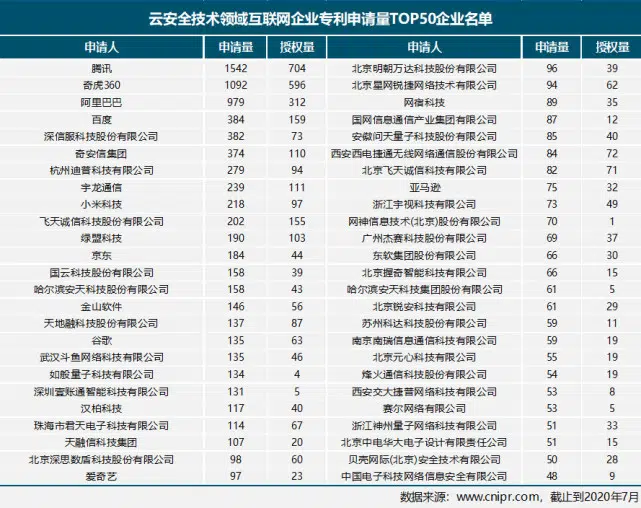 云安全技术领域互联网企业专利申请量TOP50企业名单
申请人 申请量 授权量 申请人 申请量 授权量
腾讯 1542 704 北京明朝万达科技股份有限公司 96 39
奇虎360 1092 596 北京星网锐捷网络技术有限公司 94 62
阿里巴巴 979 312 网宿科技 89 35
百度 384 159 国网信息通信产业集团有限公司 87 12
深信服科技股份有限公司 382 73 安徽问天量子科技股份有限公司 85 40
奇安信集团 374 110 西安西电捷通无线网络通信股份有限公司 84 72
杭州迪普科技有限公司 279 94 北京飞天诚信科技有限公司 82 71
宇龙通信 239 111 亚马逊 75 32
小米科技 218 97 浙江宇视科技有限公司 73 49
飞天诚信科技股份有限公司 202 155 网神信息技术(北京)股份有限公司 70 1
绿盟科技 190 103 广州杰赛科技股份有限公司 69 37
京东 184 44 东软集团股份有限公司 66 30
国云科技股份有限公司 158 39 北京握奇智能科技有限公司 66 15
哈尔滨安天科技股份有限公司 158 43 哈尔滨安天科技集团股份有限公司 61 5
金山软件 146 56 北京锐安科技有限公司 61 29
天地融科技股份有限公司 137 87 苏州科达科技股份有限公司 59 11
谷歌 135 63 南京南瑞信息通信科技有限公司 59 19
武汉斗鱼网络科技有限公司 135 46 北京元心科技有限公司 55 19
如般量子科技有限公司 134 4 烽火通信科技股份有限公司 54 19
深圳壹账通智能科技有限公司 131 5 西安交大捷普网络科技有限公司 53 8
汉柏科技 117 40 赛尔网络有限公司 53 5
珠海市君天电子科技有限公司 114 67 浙江神州量子网络科技有限公司 51 33
天融信科技集团 107 20 北京中电华大电子设计有限责任公司 51 15
北京深思数盾科技股份有限公司 98 60 贝壳网际(北京)安全技术有限公司 50 28
爱奇艺 97 23 中国电子科技网络信息安全有限公司 48 9
数据来源：www.cnipr.com，截止到2020年7月